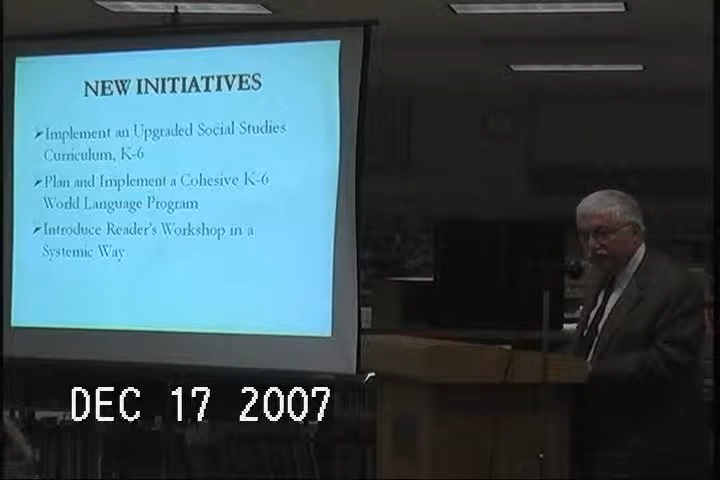 NEW INITIATIVES
➢Implement an Upgraded Social Studies
Curriculum, K-6
➢Plan and Implement a Cohesive K-6
World Language Program
➢Introduce Reader's Workshop in a
Systemic Way
DEC 17 2007